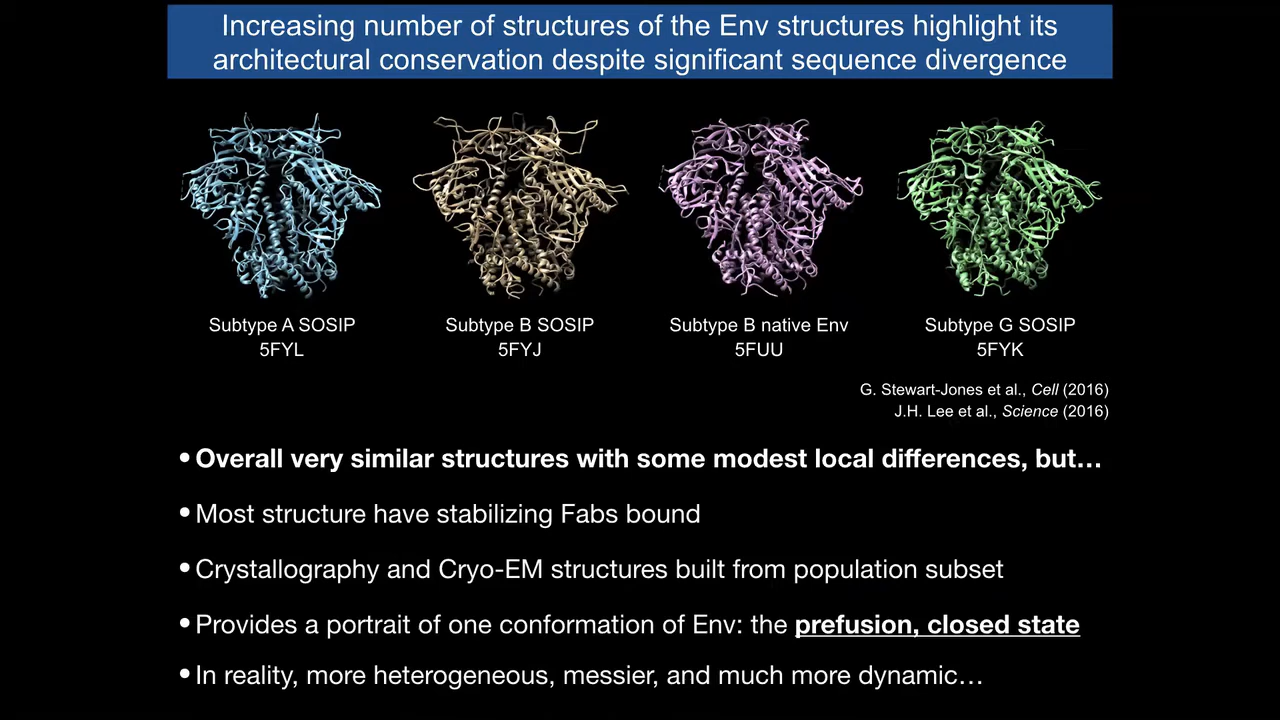 Increasing number of structures of the Env structures highlight its
architectural conservation despite significant sequence divergence
Subtype A SOSIP
5FYL
Subtype B SOSIP
5FYJ
Subtype B native Env
5FUU
Subtype G SOSIP
5FYK
G. Stewart-Jones et al., Cell (2016)
J.H. Lee et al., Science (2016)
• Overall very similar structures with some modest local differences, but…
• Most structure have stabilizing Fabs bound
• Crystallography and Cryo-EM structures built from population subset
• Provides a portrait of one conformation of Env: the prefusion, closed state
• In reality, more heterogeneous, messier, and much more dynamic…